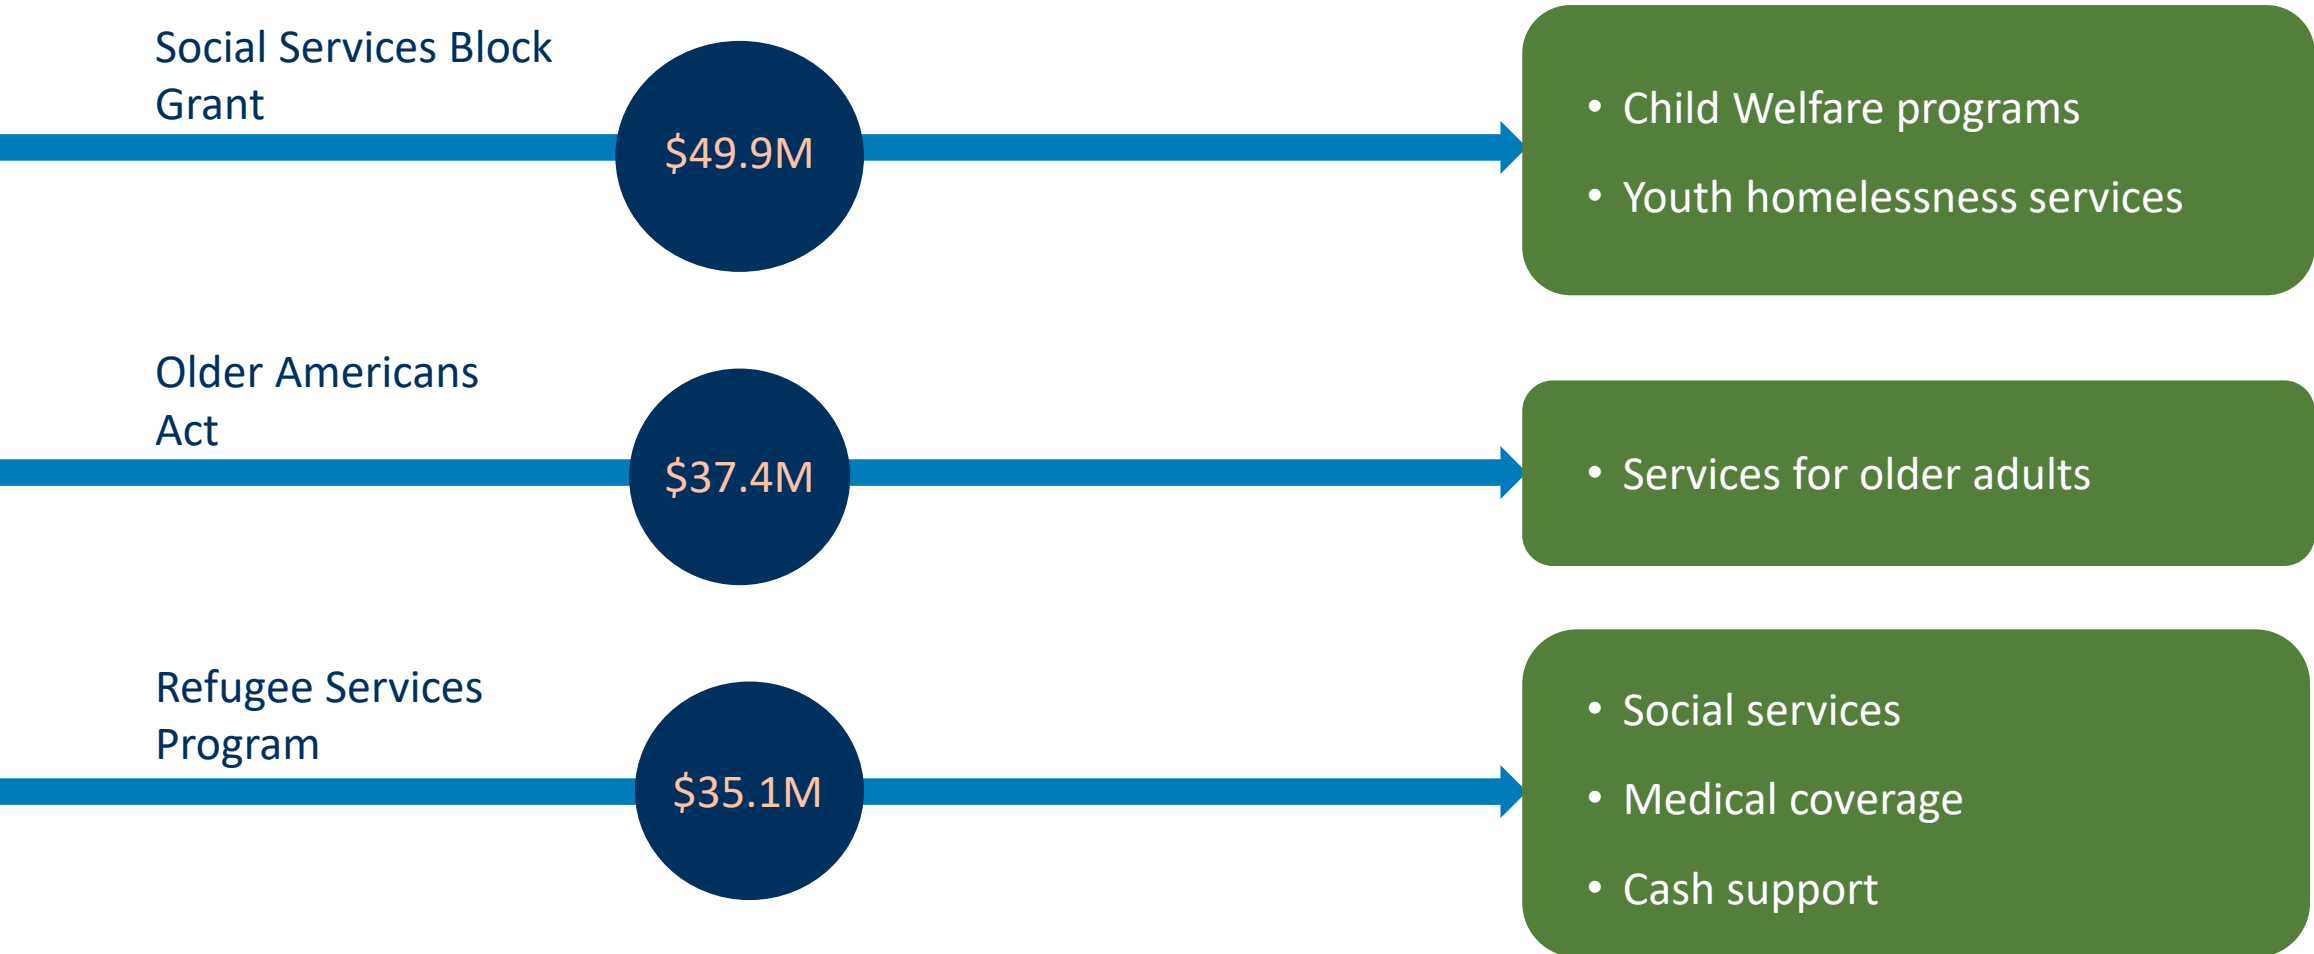 Social Services Block
Grant
$49.9M
• Child Welfare programs
• Youth homelessness services
Older Americans
Act
$37.4M
• Services for older adults
Refugee Services
Program
$35.1M
• Social services
• Medical coverage
• Cash support